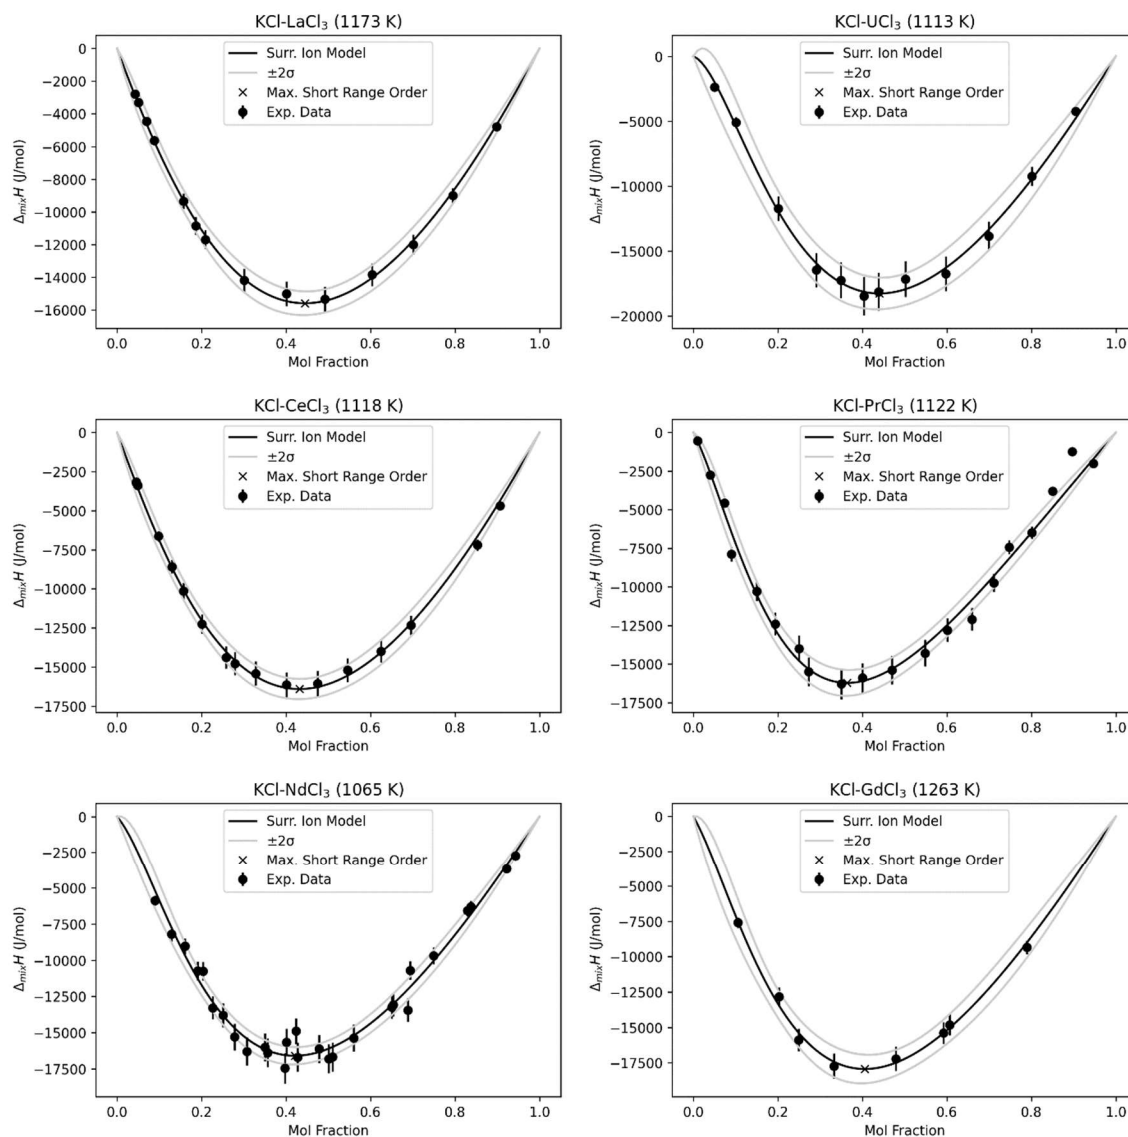 KCl-LaCl₃ (1173 K)
Surr. Ion Model
±2σ
Max. Short Range Order
Exp. Data
0
−2000
−4000
−6000
−8000
−10000
−12000
−14000
−16000
ΔmixH (J/mol)
0.0 0.2 0.4 0.6 0.8 1.0
Mol Fraction
KCl-UCl₃ (1113 K)
Surr. Ion Model
±2σ
Max. Short Range Order
Exp. Data
0
−5000
−10000
−15000
−20000
ΔmixH (J/mol)
0.0 0.2 0.4 0.6 0.8 1.0
Mol Fraction
KCl-CeCl₃ (1118 K)
Surr. Ion Model
±2σ
Max. Short Range Order
Exp. Data
0
−2500
−5000
−7500
−10000
−12500
−15000
−17500
ΔmixH (J/mol)
0.0 0.2 0.4 0.6 0.8 1.0
Mol Fraction
KCl-PrCl₃ (1122 K)
Surr. Ion Model
±2σ
Max. Short Range Order
Exp. Data
0
−2500
−5000
−7500
−10000
−12500
−15000
−17500
ΔmixH (J/mol)
0.0 0.2 0.4 0.6 0.8 1.0
Mol Fraction
KCl-NdCl₃ (1065 K)
Surr. Ion Model
±2σ
Max. Short Range Order
Exp. Data
0
−2500
−5000
−7500
−10000
−12500
−15000
−17500
ΔmixH (J/mol)
0.0 0.2 0.4 0.6 0.8 1.0
Mol Fraction
KCl-GdCl₃ (1263 K)
Surr. Ion Model
±2σ
Max. Short Range Order
Exp. Data
0
−2500
−5000
−7500
−10000
−12500
−15000
−17500
ΔmixH (J/mol)
0.0 0.2 0.4 0.6 0.8 1.0
Mol Fraction